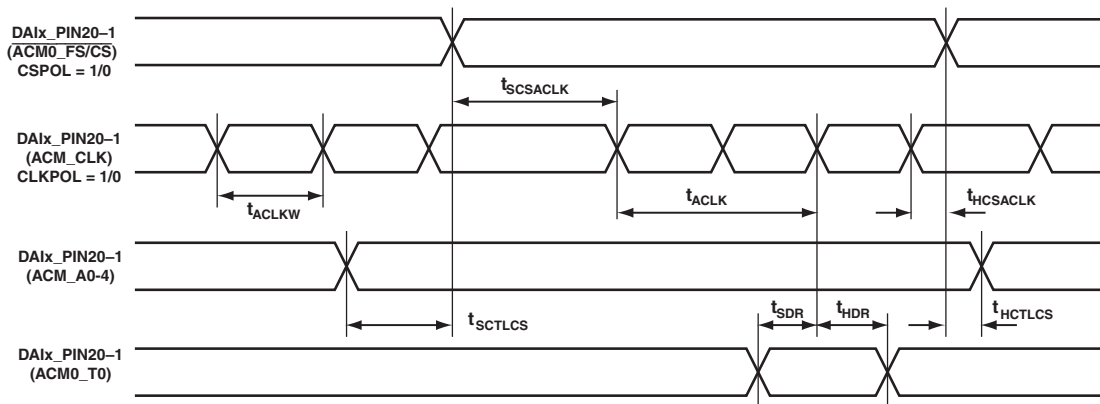 DAIx_PIN20–1
(ACM0_FS/CS)
CSPOL = 1/0
tSCSACLK
DAIx_PIN20–1
(ACM_CLK)
CLKPOL = 1/0
tACLKW
tACLK
tHCSACLK
DAIx_PIN20–1
(ACM_A0-4)
tSCTLCS
tSDR
tHDR
tHCTLCS
DAIx_PIN20–1
(ACM0_T0)